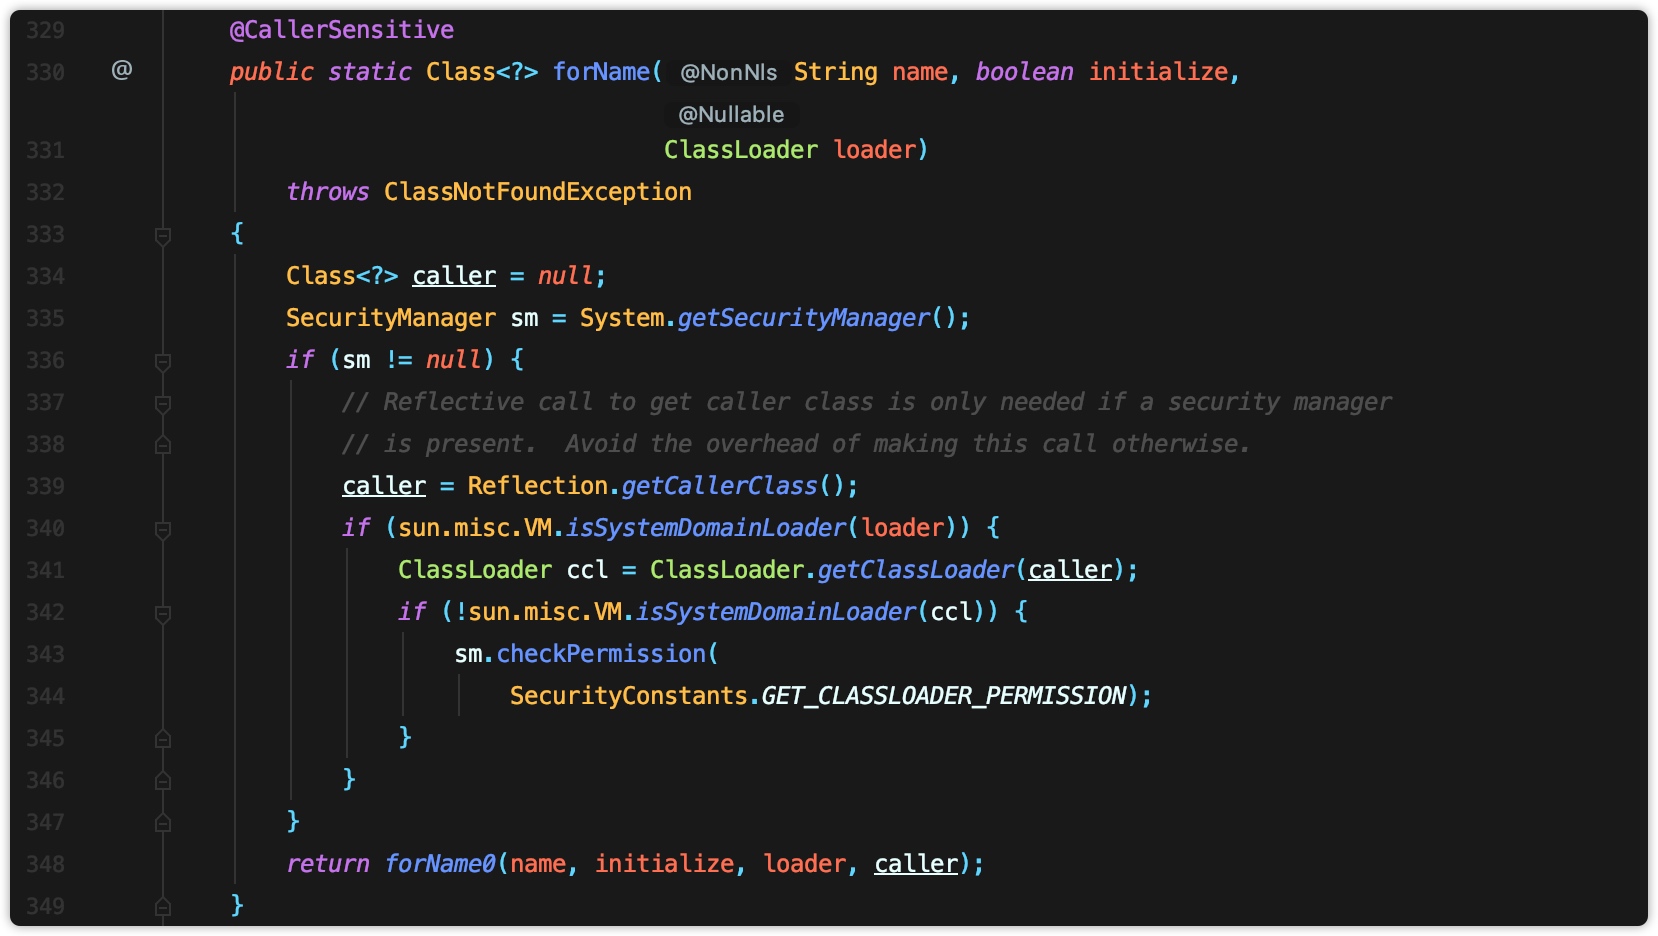 329 @CallerSensitive
330 @ public static Class<?> forName( @NonNls String name, boolean initialize,
@Nullable
331 ClassLoader loader)
332 throws ClassNotFoundException
333 {
334 Class<?> caller = null;
335 SecurityManager sm = System.getSecurityManager();
336 if (sm != null) {
337 // Reflective call to get caller class is only needed if a security manager
338 // is present.  Avoid the overhead of making this call otherwise.
339 caller = Reflection.getCallerClass();
340 if (sun.misc.VM.isSystemDomainLoader(loader)) {
341 ClassLoader ccl = ClassLoader.getClassLoader(caller);
342 if (!sun.misc.VM.isSystemDomainLoader(ccl)) {
343 sm.checkPermission(
344 SecurityConstants.GET_CLASSLOADER_PERMISSION);
345 }
346 }
347 }
348 return forName0(name, initialize, loader, caller);
349 }